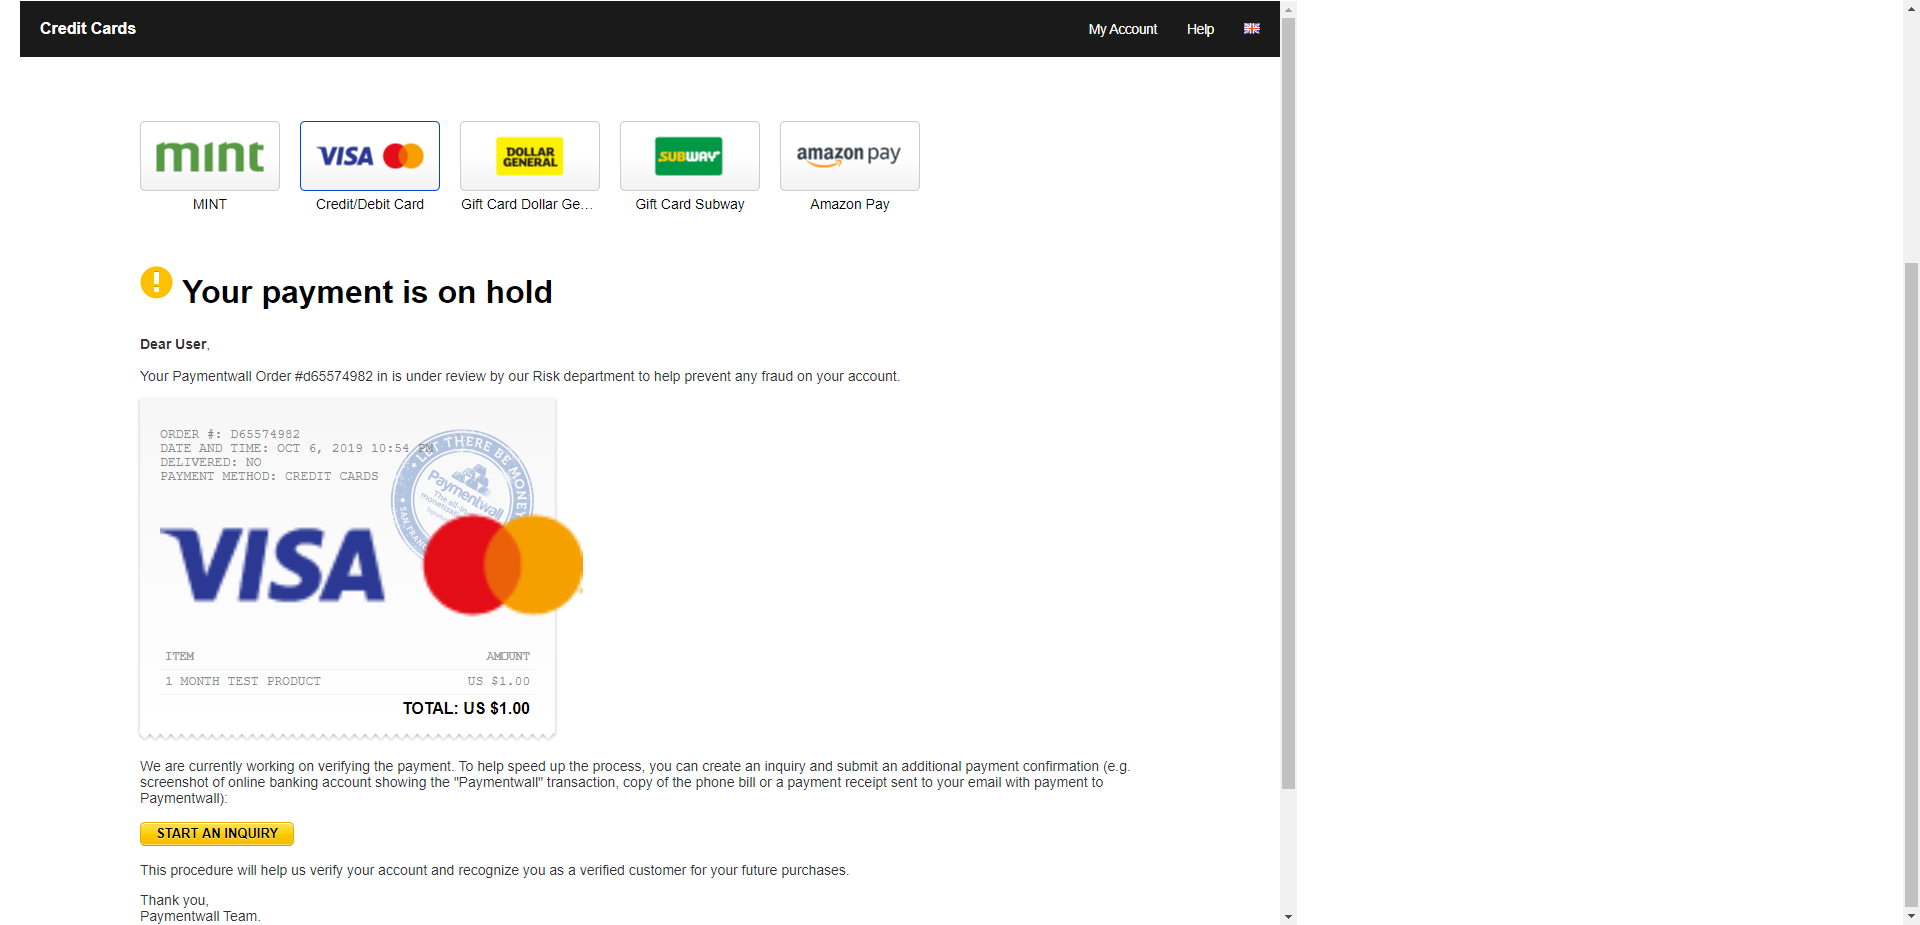 Credit Cards
My Account Help
mint
VISA
DOLLAR
GENERAL
SUBWAY
amazon pay
MINT
Credit/Debit Card
Gift Card Dollar Ge...
Gift Card Subway
Amazon Pay
Your payment is on hold
Dear User,
Your Paymentwall Order #d65574982 in is under review by our Risk department to help prevent any fraud on your account.
ORDER #: D65574982
DATE AND TIME: OCT 6, 2019 10:54 PM
DELIVERED: NO
PAYMENT METHOD: CREDIT CARDS
LET THERE BE MONEY
Paymentwall
The all-in
monetiz
SAN FRAN
VISA
ITEM AMOUNT
1 MONTH TEST PRODUCT US $1.00
TOTAL: US $1.00
We are currently working on verifying the payment. To help speed up the process, you can create an inquiry and submit an additional payment confirmation (e.g.
screenshot of online banking account showing the "Paymentwall" transaction, copy of the phone bill or a payment receipt sent to your email with payment to
Paymentwall):
START AN INQUIRY
This procedure will help us verify your account and recognize you as a verified customer for your future purchases.
Thank you,
Paymentwall Team.